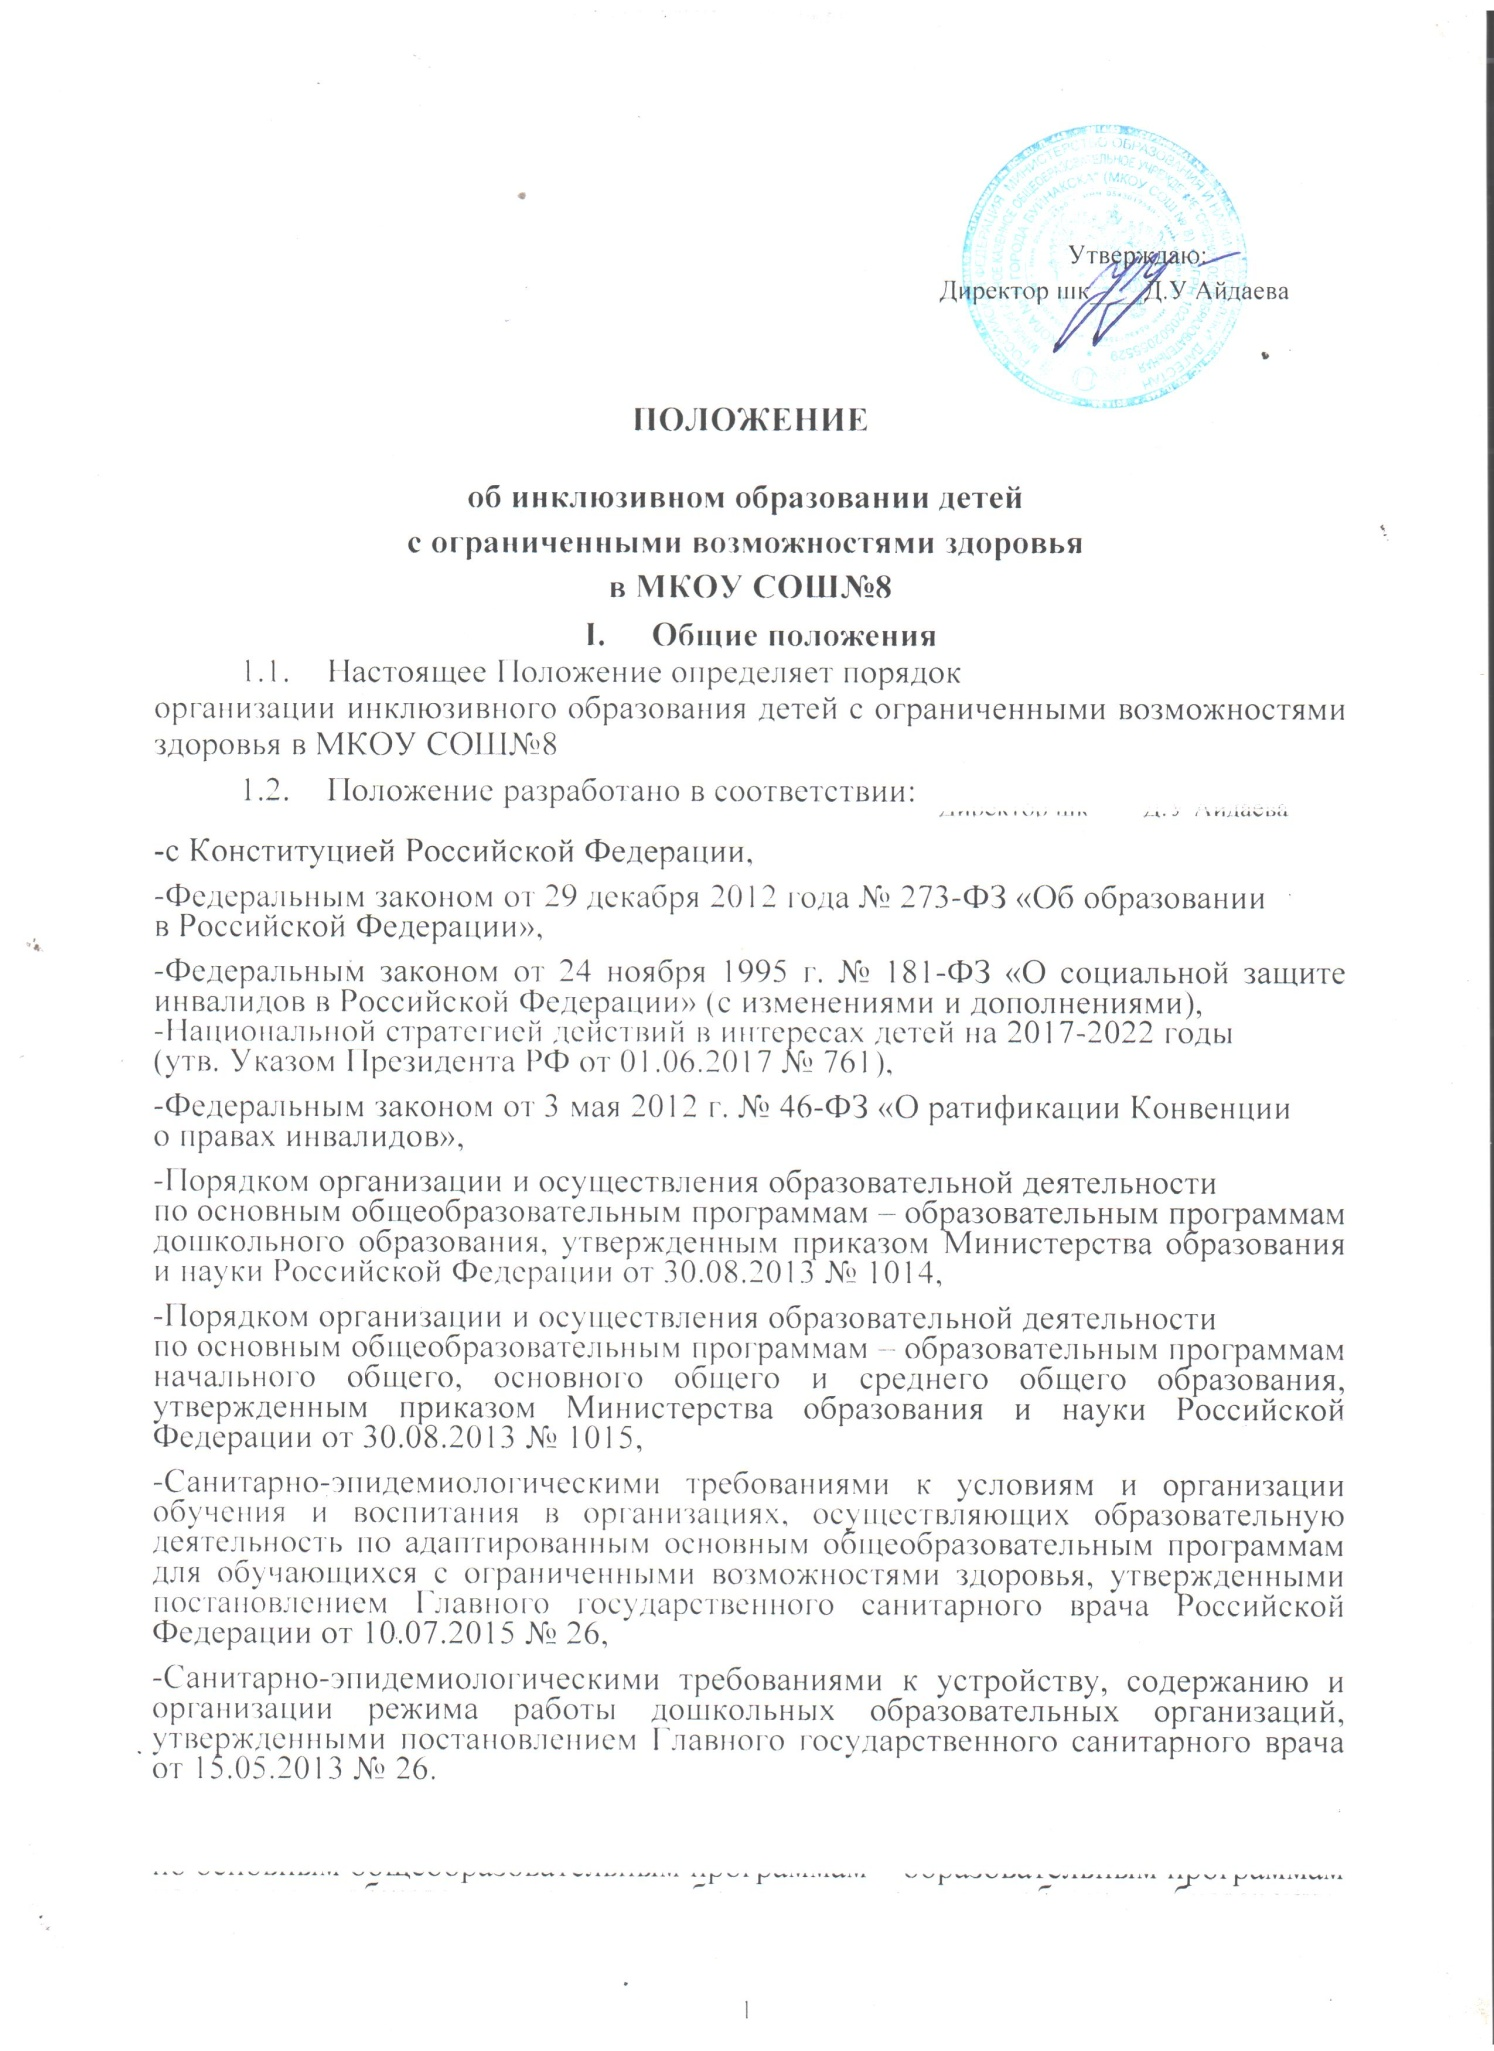 Утверждаю:
Директор шк____Д.У Айдаева
ПОЛОЖЕНИЕ
об инклюзивном образовании детей
с ограниченными возможностями здоровья
в МКОУ СОШ№8
I. Общие положения
1.1. Настоящее Положение определяет порядок
организации инклюзивного образования детей с ограниченными возможностями
здоровья в МКОУ СОШ№8
1.2. Положение разработано в соответствии:
Директор шк Д.У Айдаева
-с Конституцией Российской Федерации,
-Федеральным законом от 29 декабря 2012 года № 273-ФЗ «Об образовании
в Российской Федерации»,
-Федеральным законом от 24 ноября 1995 г. № 181-ФЗ «О социальной защите
инвалидов в Российской Федерации» (с изменениями и дополнениями),
-Национальной стратегией действий в интересах детей на 2017-2022 годы
(утв. Указом Президента РФ от 01.06.2017 № 761),
-Федеральным законом от 3 мая 2012 г. № 46-ФЗ «О ратификации Конвенции
о правах инвалидов»,
-Порядком организации и осуществления образовательной деятельности
по основным общеобразовательным программам – образовательным программам
дошкольного образования, утвержденным приказом Министерства образования
и науки Российской Федерации от 30.08.2013 № 1014,
-Порядком организации и осуществления образовательной деятельности
по основным общеобразовательным программам – образовательным программам
начального общего, основного общего и среднего общего образования,
утвержденным приказом Министерства образования и науки Российской
Федерации от 30.08.2013 № 1015,
-Санитарно-эпидемиологическими требованиями к условиям и организации
обучения и воспитания в организациях, осуществляющих образовательную
деятельность по адаптированным основным общеобразовательным программам
для обучающихся с ограниченными возможностями здоровья, утвержденными
постановлением Главного государственного санитарного врача Российской
Федерации от 10.07.2015 № 26,
-Санитарно-эпидемиологическими требованиями к устройству, содержанию и
организации режима работы дошкольных образовательных организаций,
утвержденными постановлением Главного государственного санитарного врача
от 15.05.2013 № 26.
по основным общеобразовательным программам – образовательным программам
1